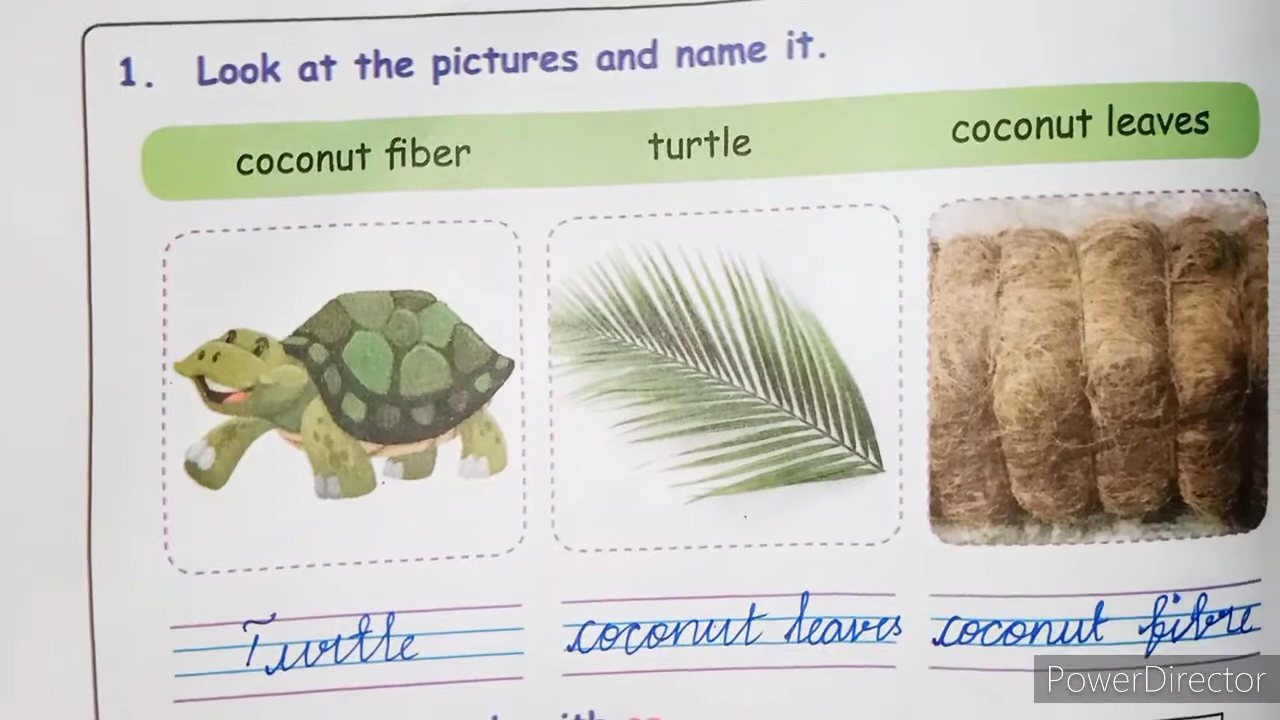 1. Look at the pictures and name it.
coconut fiber turtle coconut leaves
Turtle coconut leaves coconut fibre
PowerDirector